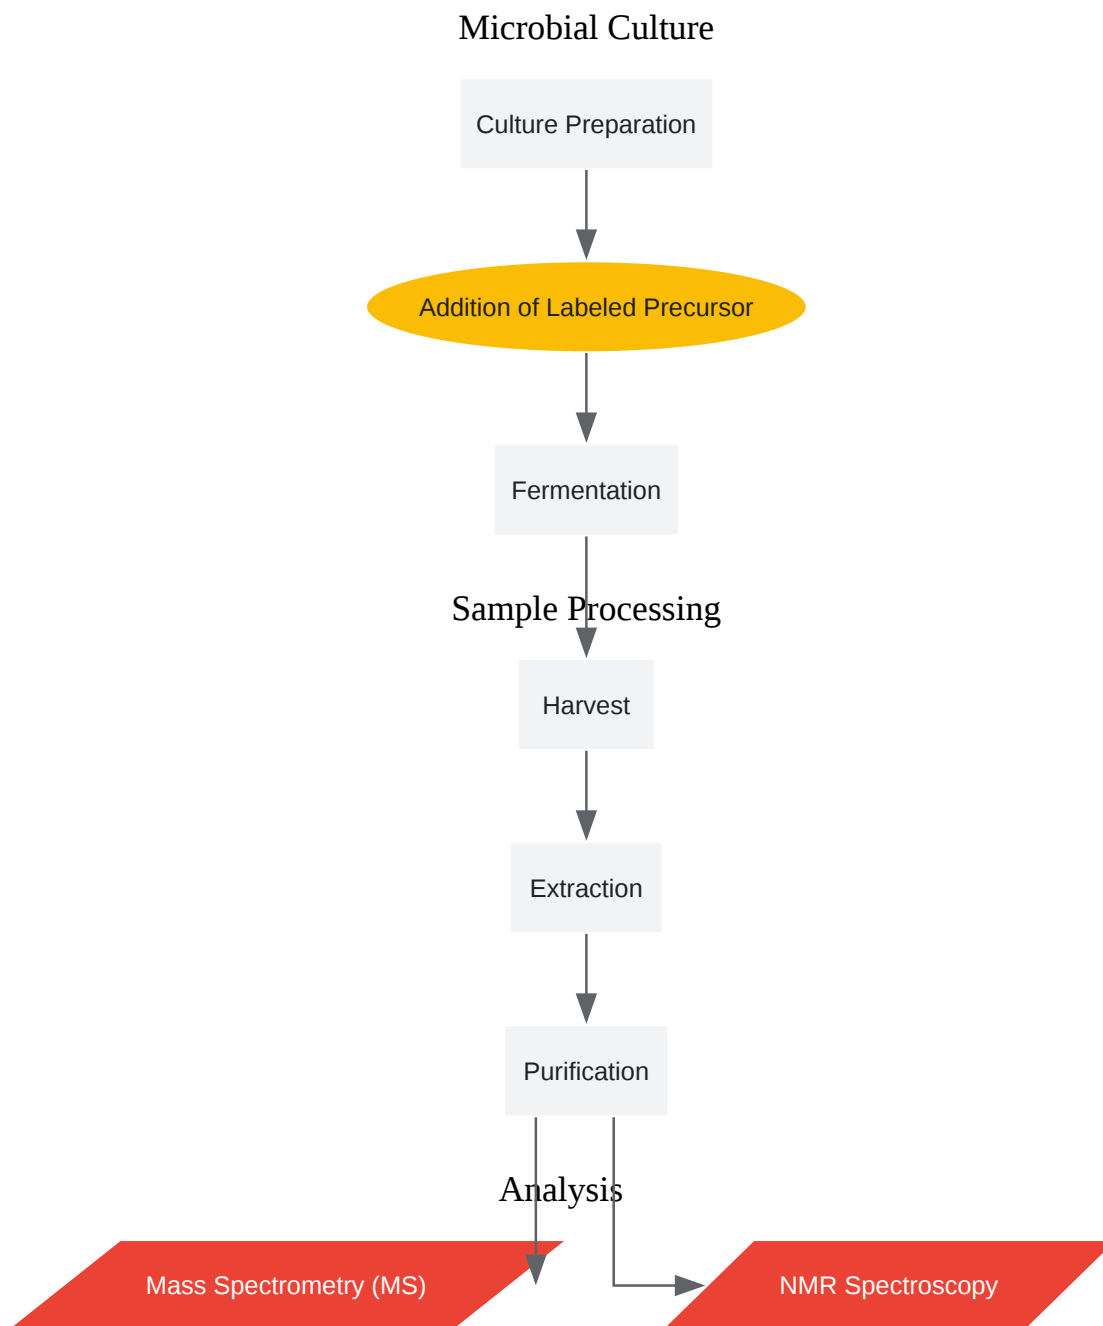 Microbial Culture
Culture Preparation
Addition of Labeled Precursor
Fermentation
Sample Processing
Harvest
Extraction
Purification
Analysis
Mass Spectrometry (MS)
NMR Spectroscopy